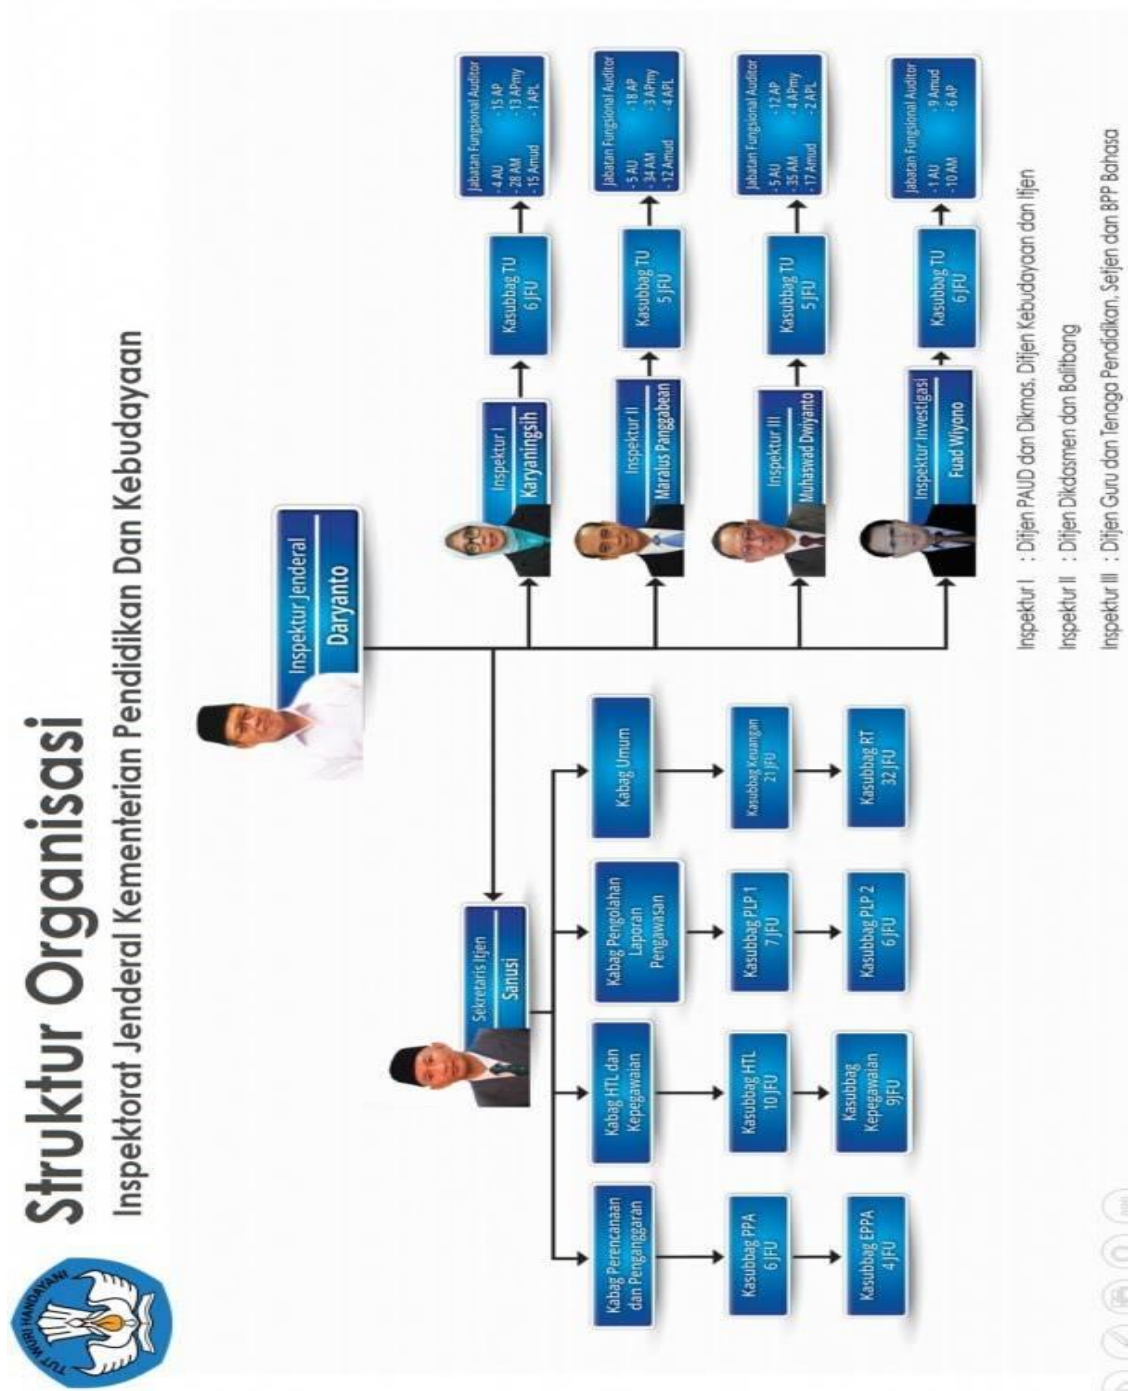 TUT WURI HANDAYANI
Struktur Organisasi
Inspektorat Jenderal Kementerian Pendidikan Dan Kebudayaan
Inspektur Jenderal
Daryanto
Sekretaris Itjen
Sanusi
Kabag Perencanaan
dan Penganggaran
Kasubbag PPA
6 JFU
Kasubbag EPPA
4 JFU
Kabag HTL dan
Kepegawaian
Kasubbag HTL
10 JFU
Kasubbag
Kepegawaian
9JFU
Kabag Pengolahan
Laporan
Pengawasan
Kasubbag PLP 1
7 JFU
Kasubbag PLP 2
6 JFU
Kabag Umum
Kasubbag Keuangan
21 JFU
Kasubbag RT
32 JFU
Inspektur I
Karyaningsih
Kasubbag TU
6 JFU
Jabatan Fungsional Auditor
- 4 AU - 15 AP
- 28 AM - 13 APmy
- 15 Amud - 1 APL
Inspektur II
Maralus Panggabean
Kasubbag TU
5 JFU
Jabatan Fungsional Auditor
- 5 AU - 18 AP
- 34 AM - 3 APmy
- 12 Amud - 4 APL
Inspektur III
Muhaswad Dwiyanto
Kasubbag TU
5 JFU
Jabatan Fungsional Auditor
- 5 AU - 12 AP
- 35 AM - 4 APmy
- 17 Amud - 2 APL
Inspektur Investigasi
Fuad Wiyono
Kasubbag TU
6 JFU
Jabatan Fungsional Auditor
- 1 AU - 9 Amud
- 10 AM - 6 AP
Inspektur I : Ditjen PAUD dan Dikmas, Ditjen Kebudayaan dan Itjen
Inspektur II : Ditjen Dikdasmen dan Balitbang
Inspektur III : Ditjen Guru dan Tenaga Pendidikan, Setjen dan BPP Bahasa